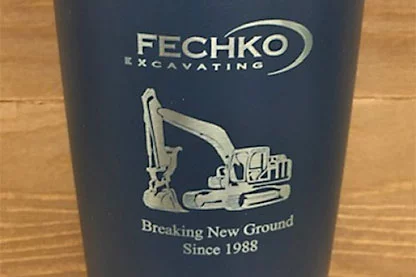 FECHKO
EXCAVATING
Breaking New Ground
Since 1988